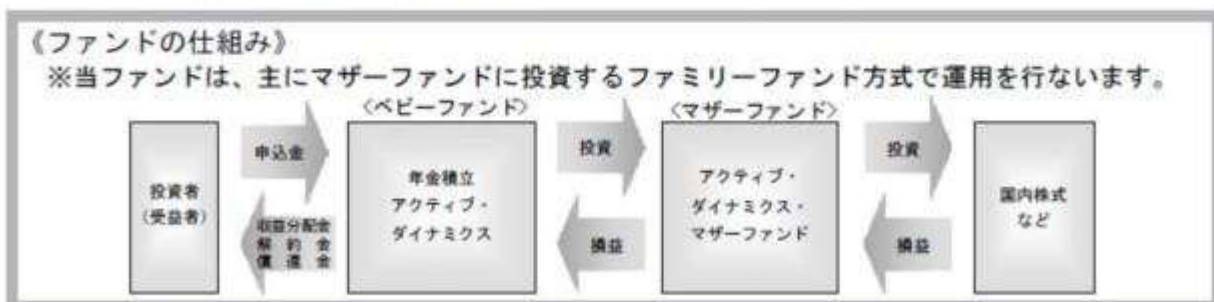 《ファンドの仕組み》
※当ファンドは、主にマザーファンドに投資するファミリーファンド方式で運用を行ないます。
〈ベビーファンド〉
〈マザーファンド〉
投資者
(受益者)
申込金
収益分配金
解約金
償還金
年金積立
アクティブ・
ダイナミクス
投資
損益
アクティブ・
ダイナミクス・
マザーファンド
投資
損益
国内株式
など